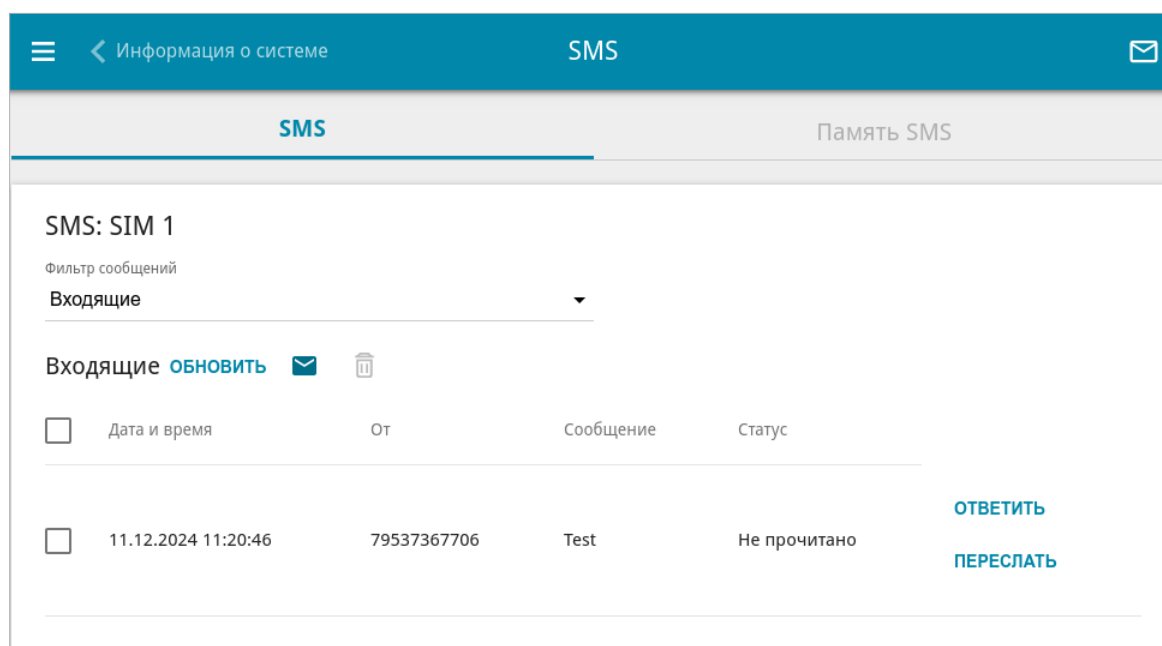 Информация о системе SMS
SMS Память SMS
SMS: SIM 1
Фильтр сообщений
Входящие
Входящие ОБНОВИТЬ
Дата и время От Сообщение Статус
ОТВЕТИТЬ
11.12.2024 11:20:46 79537367706 Test Не прочитано
ПЕРЕСЛАТЬ